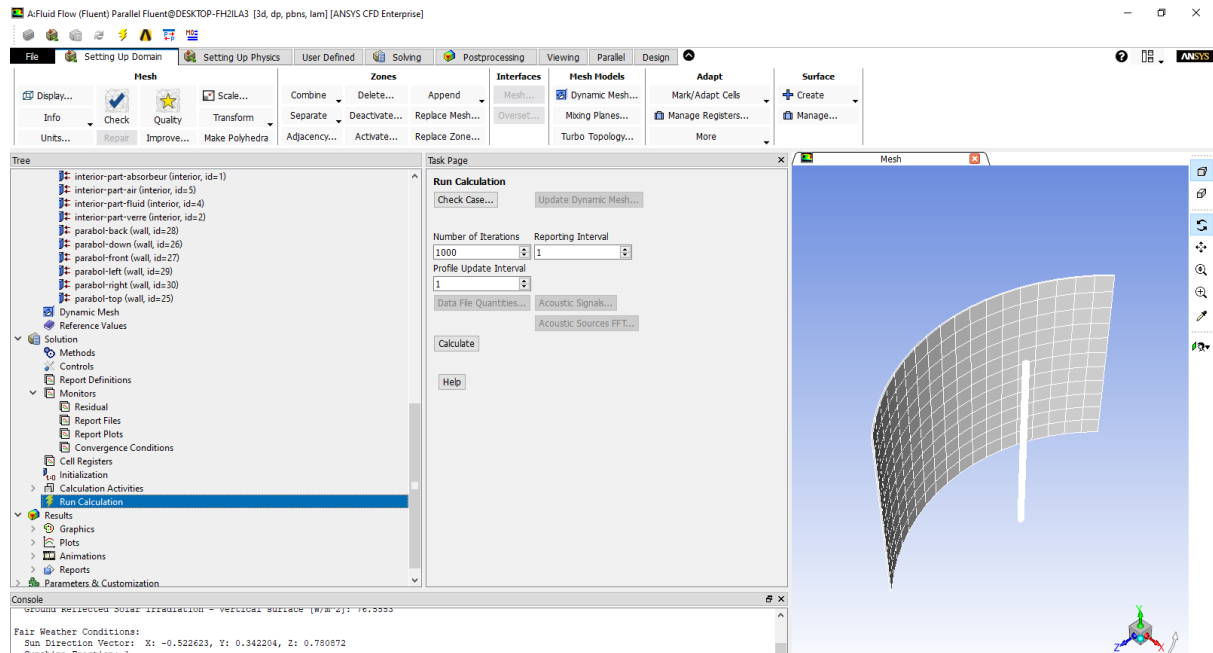 A:Fluid Flow (Fluent) Parallel Fluent@DESKTOP-FH2ILA3 [3d, dp, pbns, lam] [ANSYS CFD Enterprise]
File Setting Up Domain Setting Up Physics User Defined Solving Postprocessing Viewing Parallel Design ANSYS
Mesh Zones Interfaces Mesh Models Adapt Surface
Display... Scale... Combine Delete... Append Mesh... Dynamic Mesh... Mark/Adapt Cells Create
Info Check Quality Transform Separate Deactivate... Replace Mesh... Overset... Mixing Planes... Manage Registers... Manage...
Units... Repair Improve... Make Polyhedra Adjacency... Activate... Replace Zone... Turbo Topology... More
Tree
interior-part-absorbeur (interior, id=1)
interior-part-air (interior, id=5)
interior-part-fluid (interior, id=4)
interior-part-verre (interior, id=2)
parabol-back (wall, id=28)
parabol-down (wall, id=26)
parabol-front (wall, id=27)
parabol-left (wall, id=29)
parabol-right (wall, id=30)
parabol-top (wall, id=25)
Dynamic Mesh
Reference Values
Solution
Methods
Controls
Report Definitions
Monitors
Residual
Report Files
Report Plots
Convergence Conditions
Cell Registers
Initialization
Calculation Activities
Run Calculation
Results
Graphics
Plots
Animations
Reports
Parameters & Customization
Task Page
Run Calculation
Check Case... Update Dynamic Mesh...
Number of Iterations Reporting Interval
1000 1
Profile Update Interval
1
Data File Quantities... Acoustic Signals...
Acoustic Sources FFT...
Calculate
Help
Mesh
Y
Z X
Console
Ground Reflected Solar Irradiation - Vertical Surface [W/m^2]: 76.5553
Fair Weather Conditions:
Sun Direction Vector: X: -0.522623, Y: 0.342204, Z: 0.780872